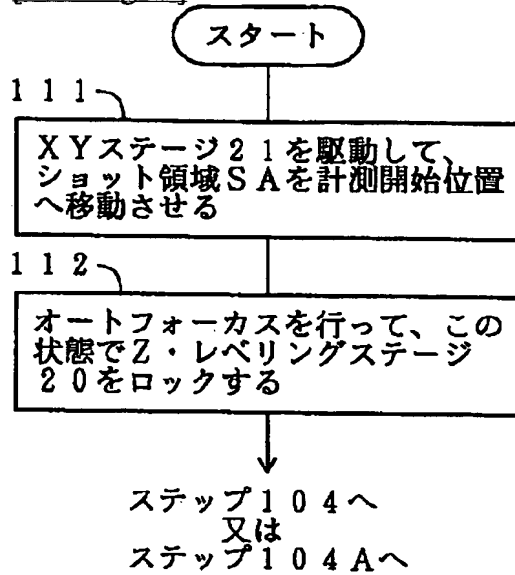 スタート
１１１
ＸＹステージ２１を駆動して、
ショット領域ＳＡを計測開始位置
へ移動させる
１１２
オートフォーカスを行って、この
状態でＺ・レベリングステージ
２０をロックする
ステップ１０４へ
又は
ステップ１０４Ａへ